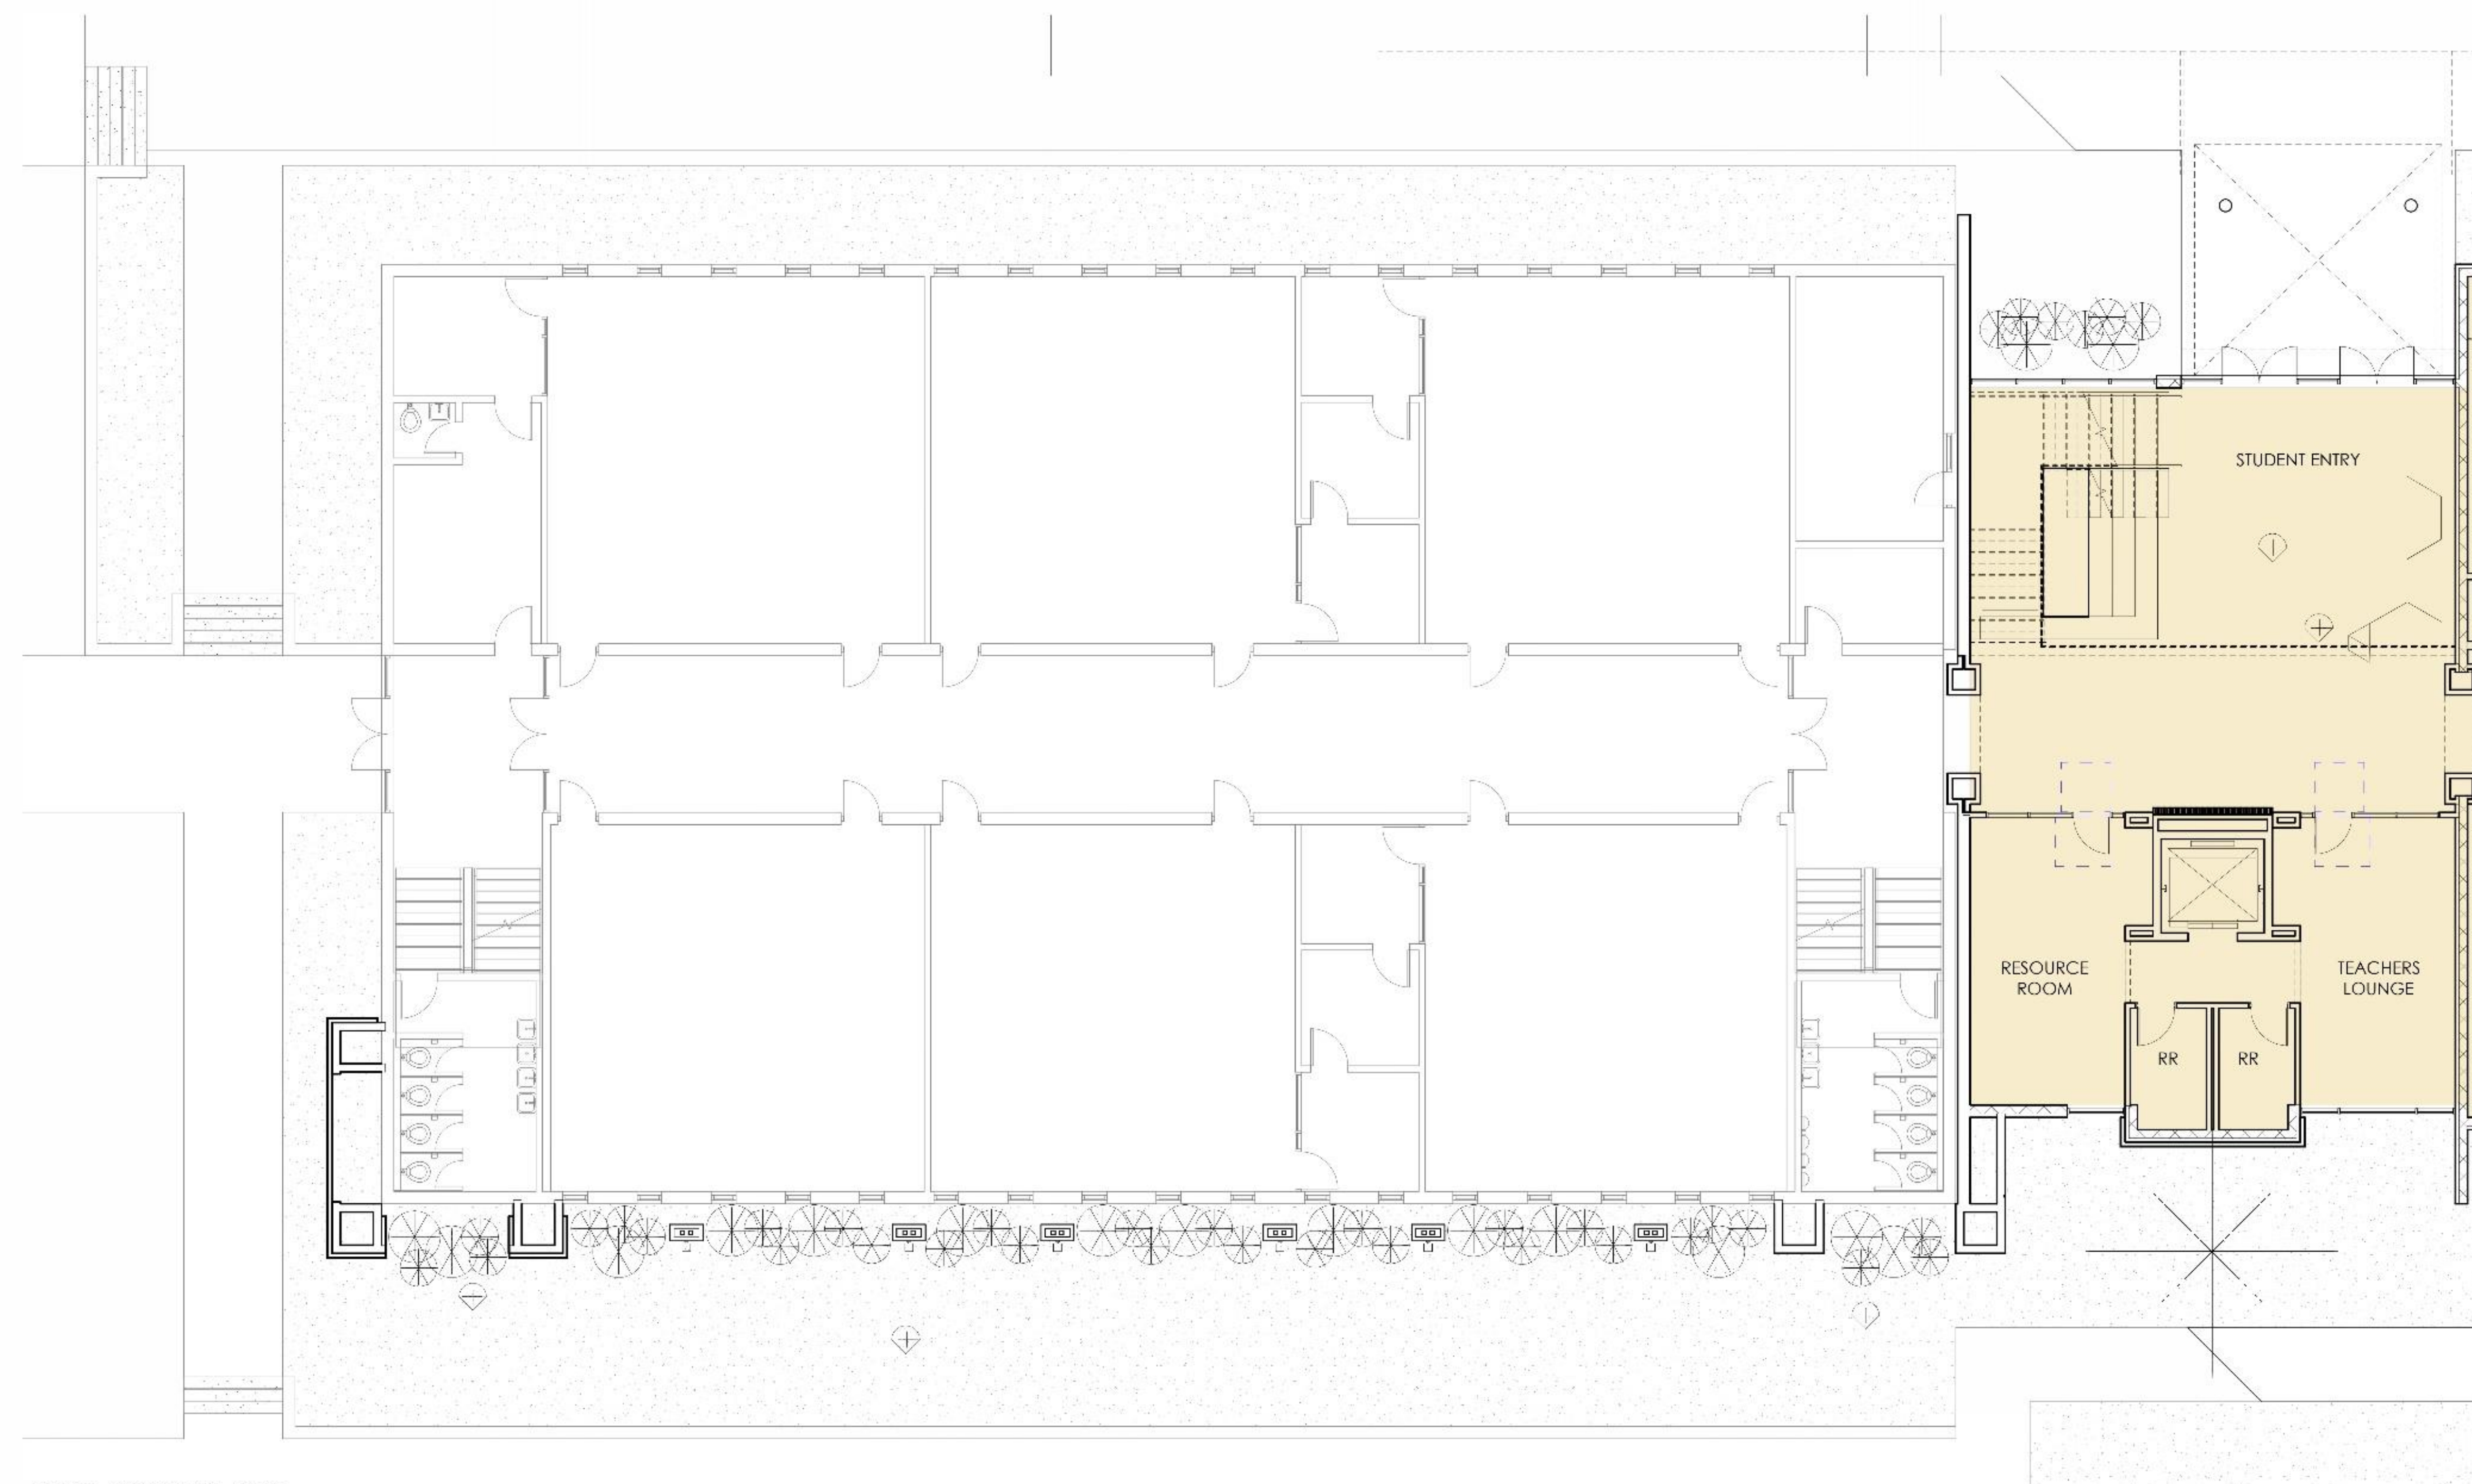 STUDENT ENTRY
RESOURCE
ROOM
TEACHERS
LOUNGE
RR
RR